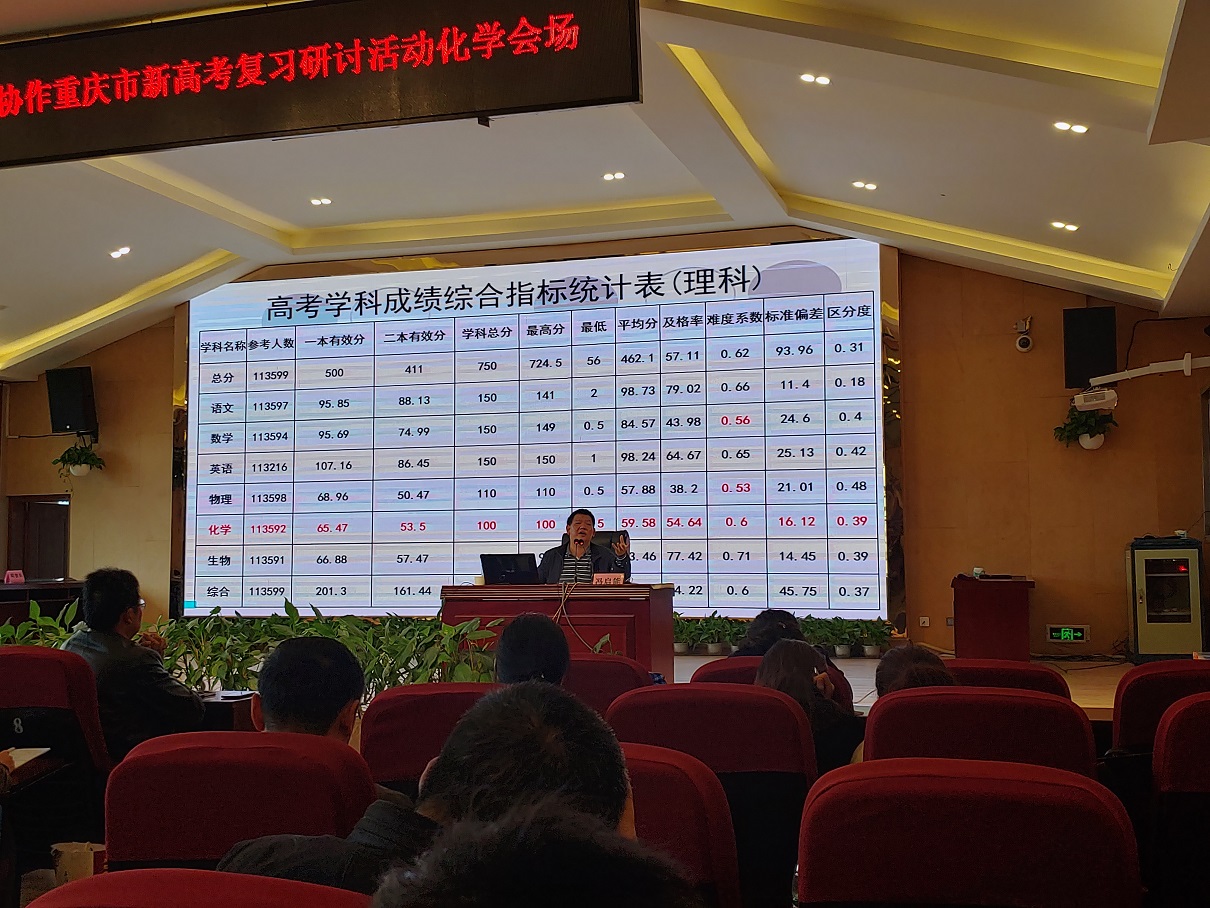 协作重庆市新高考复习研讨活动化学会场
高考学科成绩综合指标统计表(理科)
学科名称 参考人数 一本有效分 二本有效分 学科总分 最高分 最低 平均分 及格率 难度系数 标准偏差 区分度
总分 113599 500 411 750 724.5 56 462.1 57.11 0.62 93.96 0.31
语文 113597 95.85 88.13 150 141 2 98.73 79.02 0.66 11.4 0.18
数学 113594 95.69 74.99 150 149 0.5 84.57 43.98 0.56 24.6 0.4
英语 113216 107.16 86.45 150 150 1 98.24 64.67 0.65 25.13 0.42
物理 113598 68.96 50.47 110 110 0.5 57.88 38.2 0.53 21.01 0.48
化学 113592 65.47 53.5 100 100 5 59.58 54.64 0.6 16.12 0.39
生物 113591 66.88 57.47 3.46 77.42 0.71 14.45 0.39
综合 113599 201.3 161.44 4.22 0.6 45.75 0.37
冯启能
8